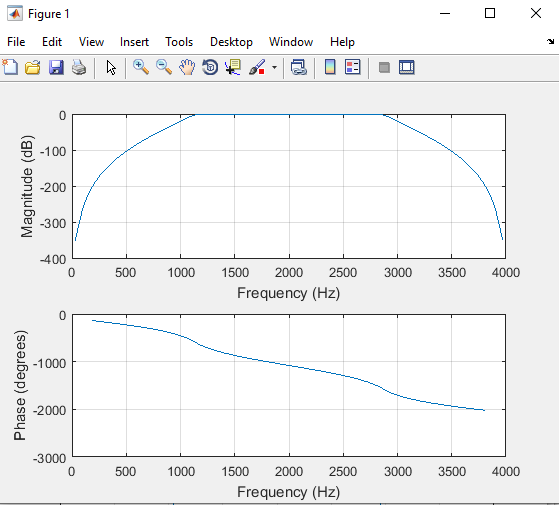 Figure 1
File Edit View Insert Tools Desktop Window Help
0
-100
-200
-300
-400
Magnitude (dB)
0 500 1000 1500 2000 2500 3000 3500 4000
Frequency (Hz)
0
-1000
-2000
-3000
Phase (degrees)
0 500 1000 1500 2000 2500 3000 3500 4000
Frequency (Hz)